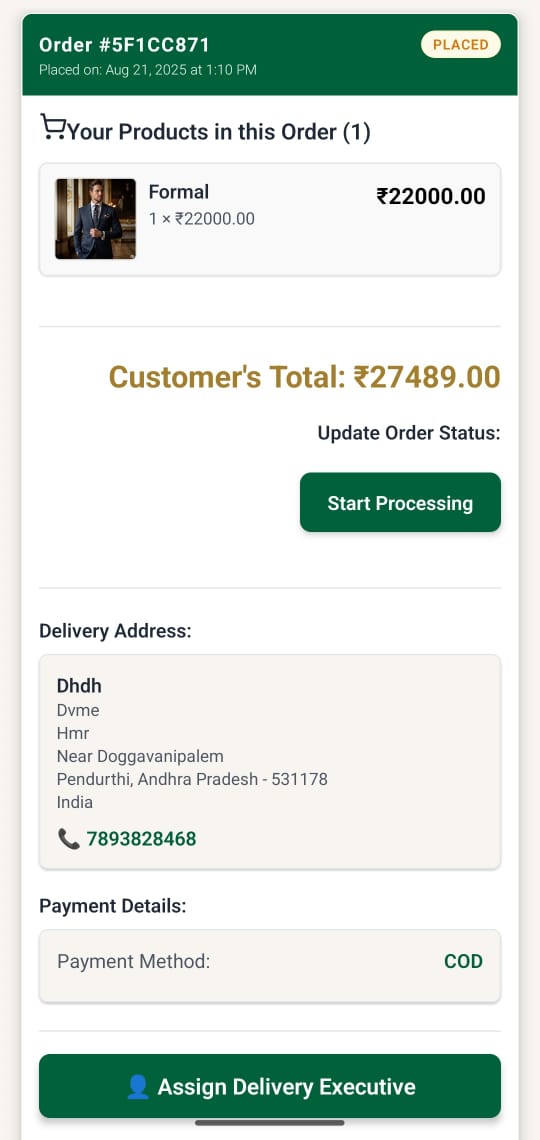 Order #5F1CC871
PLACED
Placed on: Aug 21, 2025 at 1:10 PM
Your Products in this Order (1)
Formal
₹22000.00
1 × ₹22000.00
Customer's Total: ₹27489.00
Update Order Status:
Start Processing
Delivery Address:
Dhdh
Dvme
Hmr
Near Doggavanipalem
Pendurthi, Andhra Pradesh - 531178
India
📞 7893828468
Payment Details:
Payment Method:
COD
👤 Assign Delivery Executive